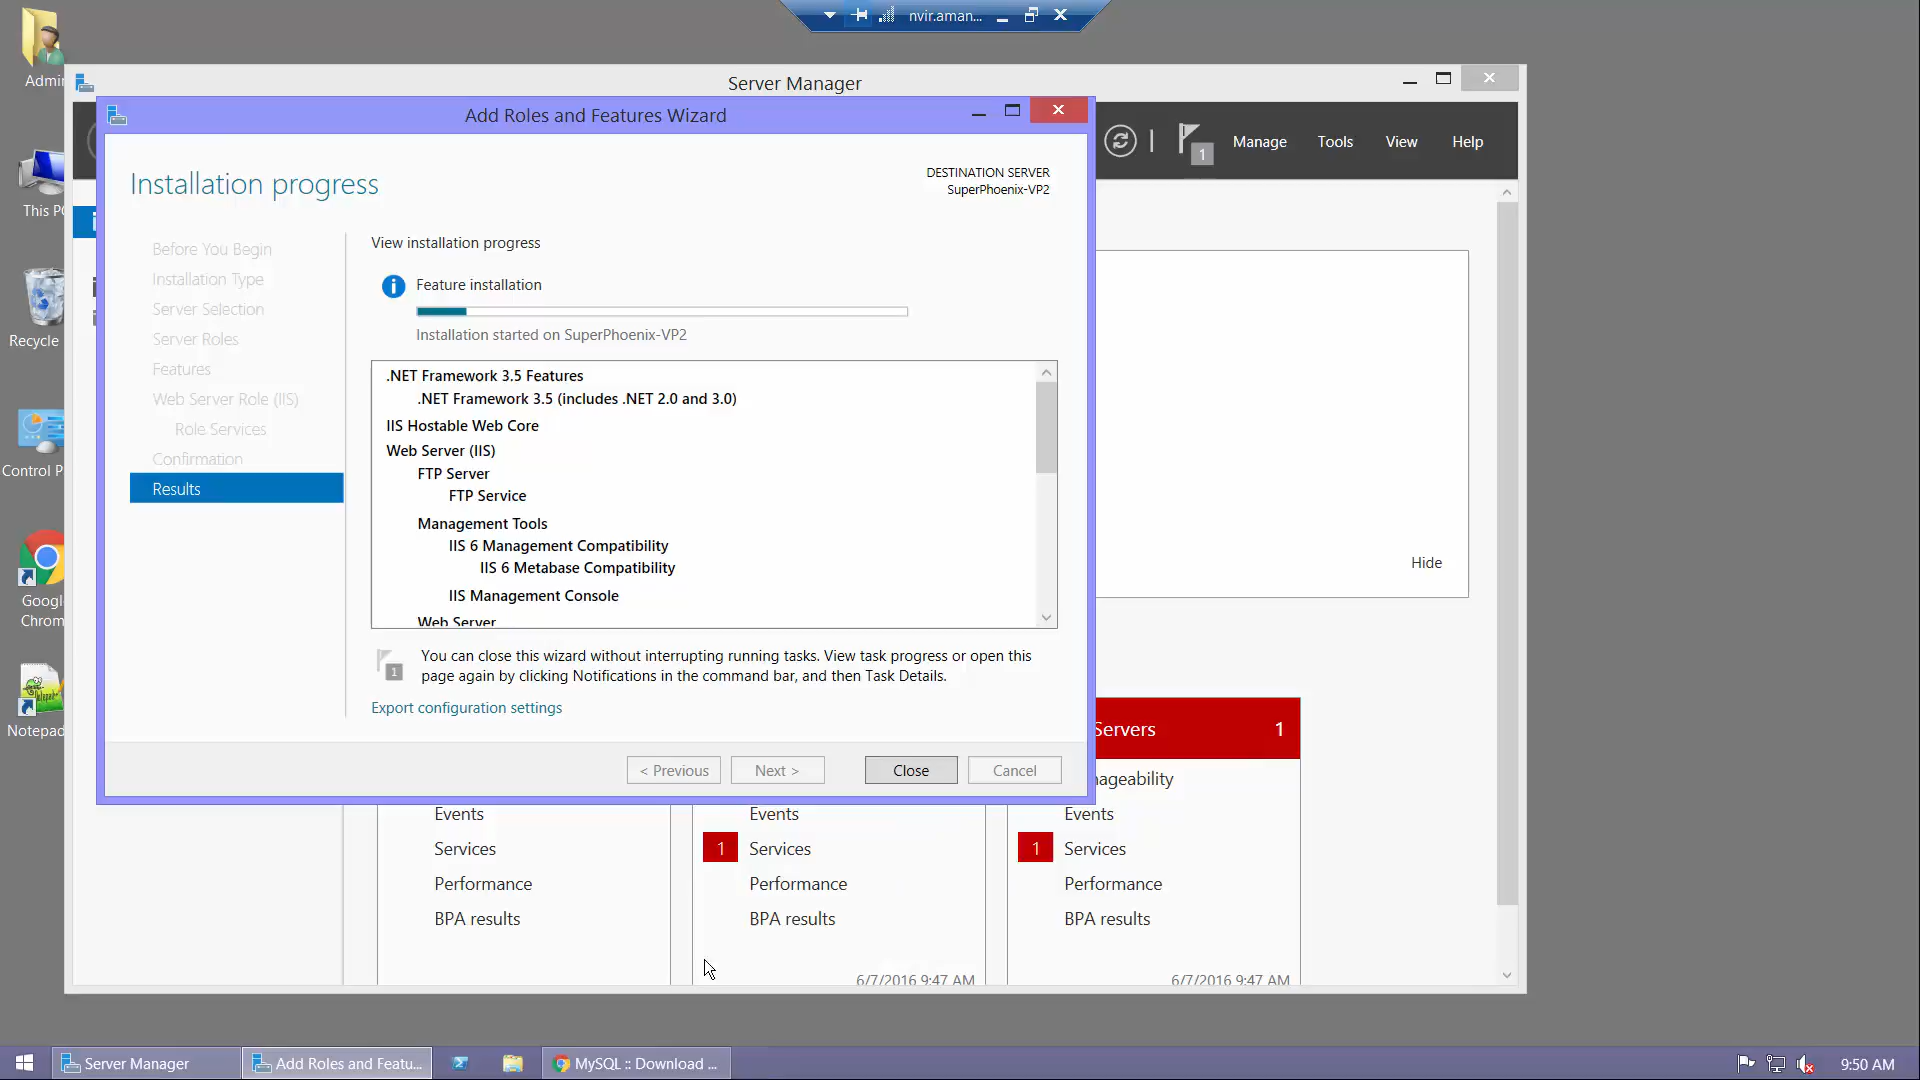 nvir.aman...
Admin
Server Manager
Add Roles and Features Wizard
1
Manage
Tools
View
Help
Installation progress
DESTINATION SERVER
SuperPhoenix-VP2
This PC
Before You Begin
Installation Type
Server Selection
Server Roles
Features
Web Server Role (IIS)
Role Services
Confirmation
Results
View installation progress
Feature installation
Installation started on SuperPhoenix-VP2
.NET Framework 3.5 Features
.NET Framework 3.5 (includes .NET 2.0 and 3.0)
IIS Hostable Web Core
Web Server (IIS)
FTP Server
FTP Service
Management Tools
IIS 6 Management Compatibility
IIS 6 Metabase Compatibility
IIS Management Console
Web Server
1
You can close this wizard without interrupting running tasks. View task progress or open this
page again by clicking Notifications in the command bar, and then Task Details.
Export configuration settings
< Previous
Next >
Close
Cancel
Recycle
Control P
Googl
Chrom
Notepad
Hide
Servers 1
nageability
Events
Services
Performance
BPA results
Events
1 Services
Performance
BPA results
6/7/2016 9:47 AM
Events
1 Services
Performance
BPA results
6/7/2016 9:47 AM
Server Manager
Add Roles and Featu...
MySQL :: Download ...
9:50 AM